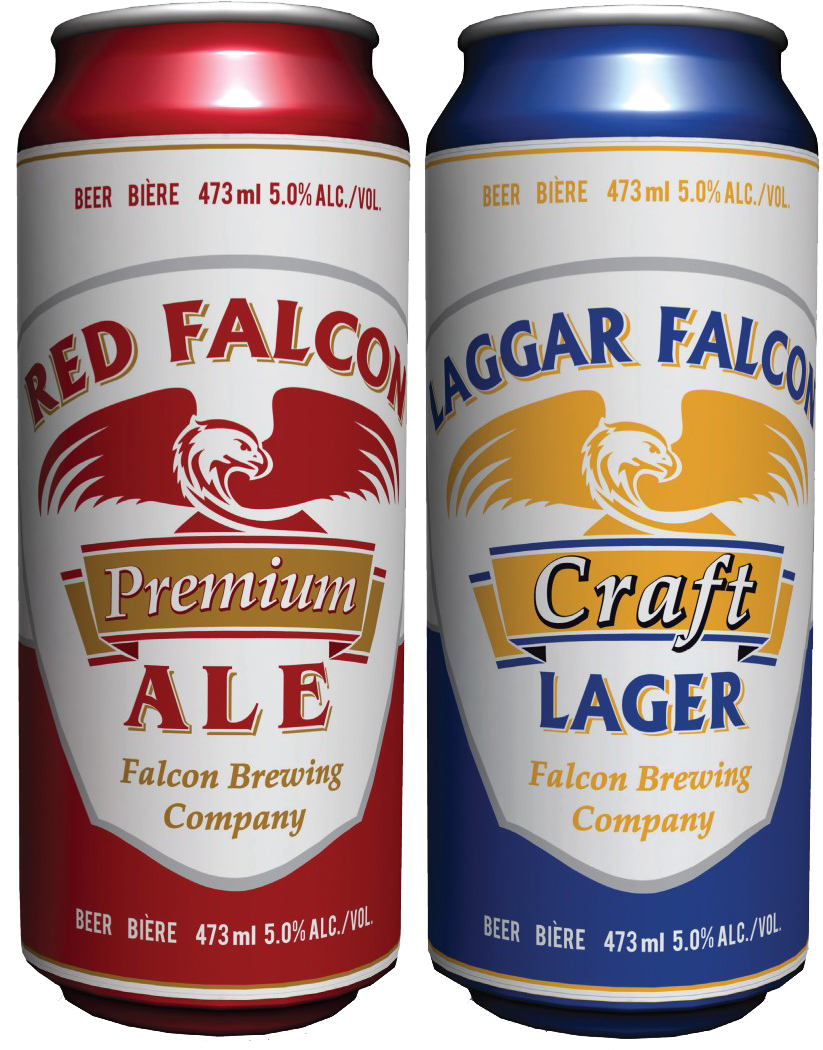 BEER BIÈRE 473 ml 5.0% ALC./VOL.
RED FALCON
Premium
ALE
Falcon Brewing
Company
BEER BIÈRE 473 ml 5.0% ALC./VOL.
BEER BIÈRE 473 ml 5.0% ALC./VOL.
LAGGAR FALCON
Craft
LAGER
Falcon Brewing
Company
BEER BIÈRE 473 ml 5.0% ALC./VOL.